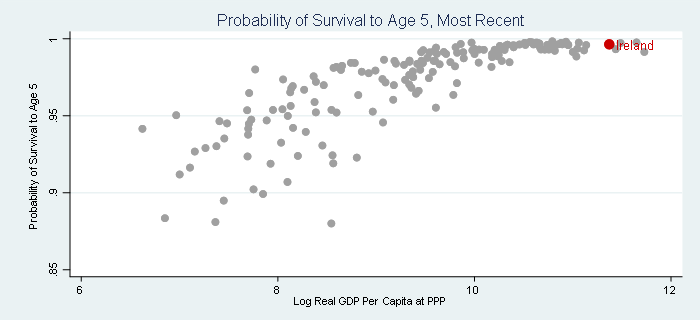 Probability of Survival to Age 5, Most Recent
Probability of Survival to Age 5
1
.95
.9
.85
Ireland
6
8
10
12
Log Real GDP Per Capita at PPP